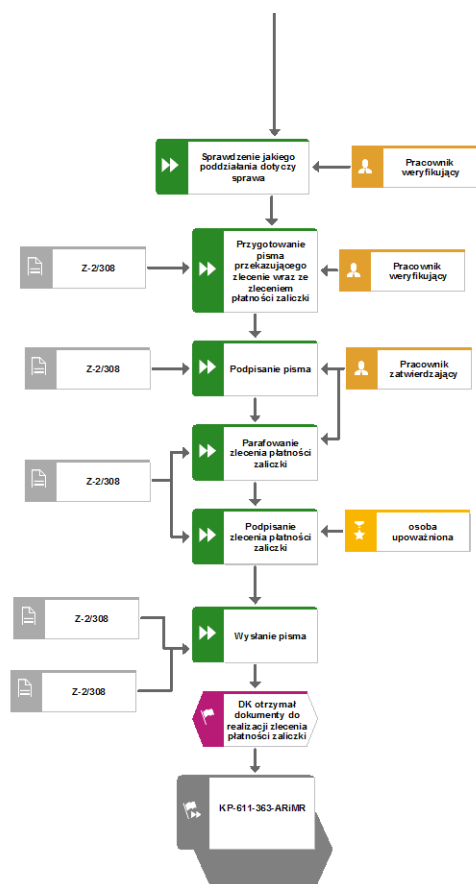 Sprawdzenie jakiego
poddziałania dotyczy
sprawa
Pracownik
weryfikujący
Z-2/308
Przygotowanie
pisma
przekazującego
zlecenie wraz ze
zleceniem
płatności zaliczki
Pracownik
weryfikujący
Z-2/308
Podpisanie pisma
Pracownik
zatwierdzający
Z-2/308
Parafowanie
zlecenia płatności
zaliczki
Podpisanie
zlecenia płatności
zaliczki
osoba
upoważniona
Z-2/308
Wysłanie pisma
Z-2/308
DK otrzymał
dokumenty do
realizacji zlecenia
płatności zaliczki
KP-611-363-ARiMR